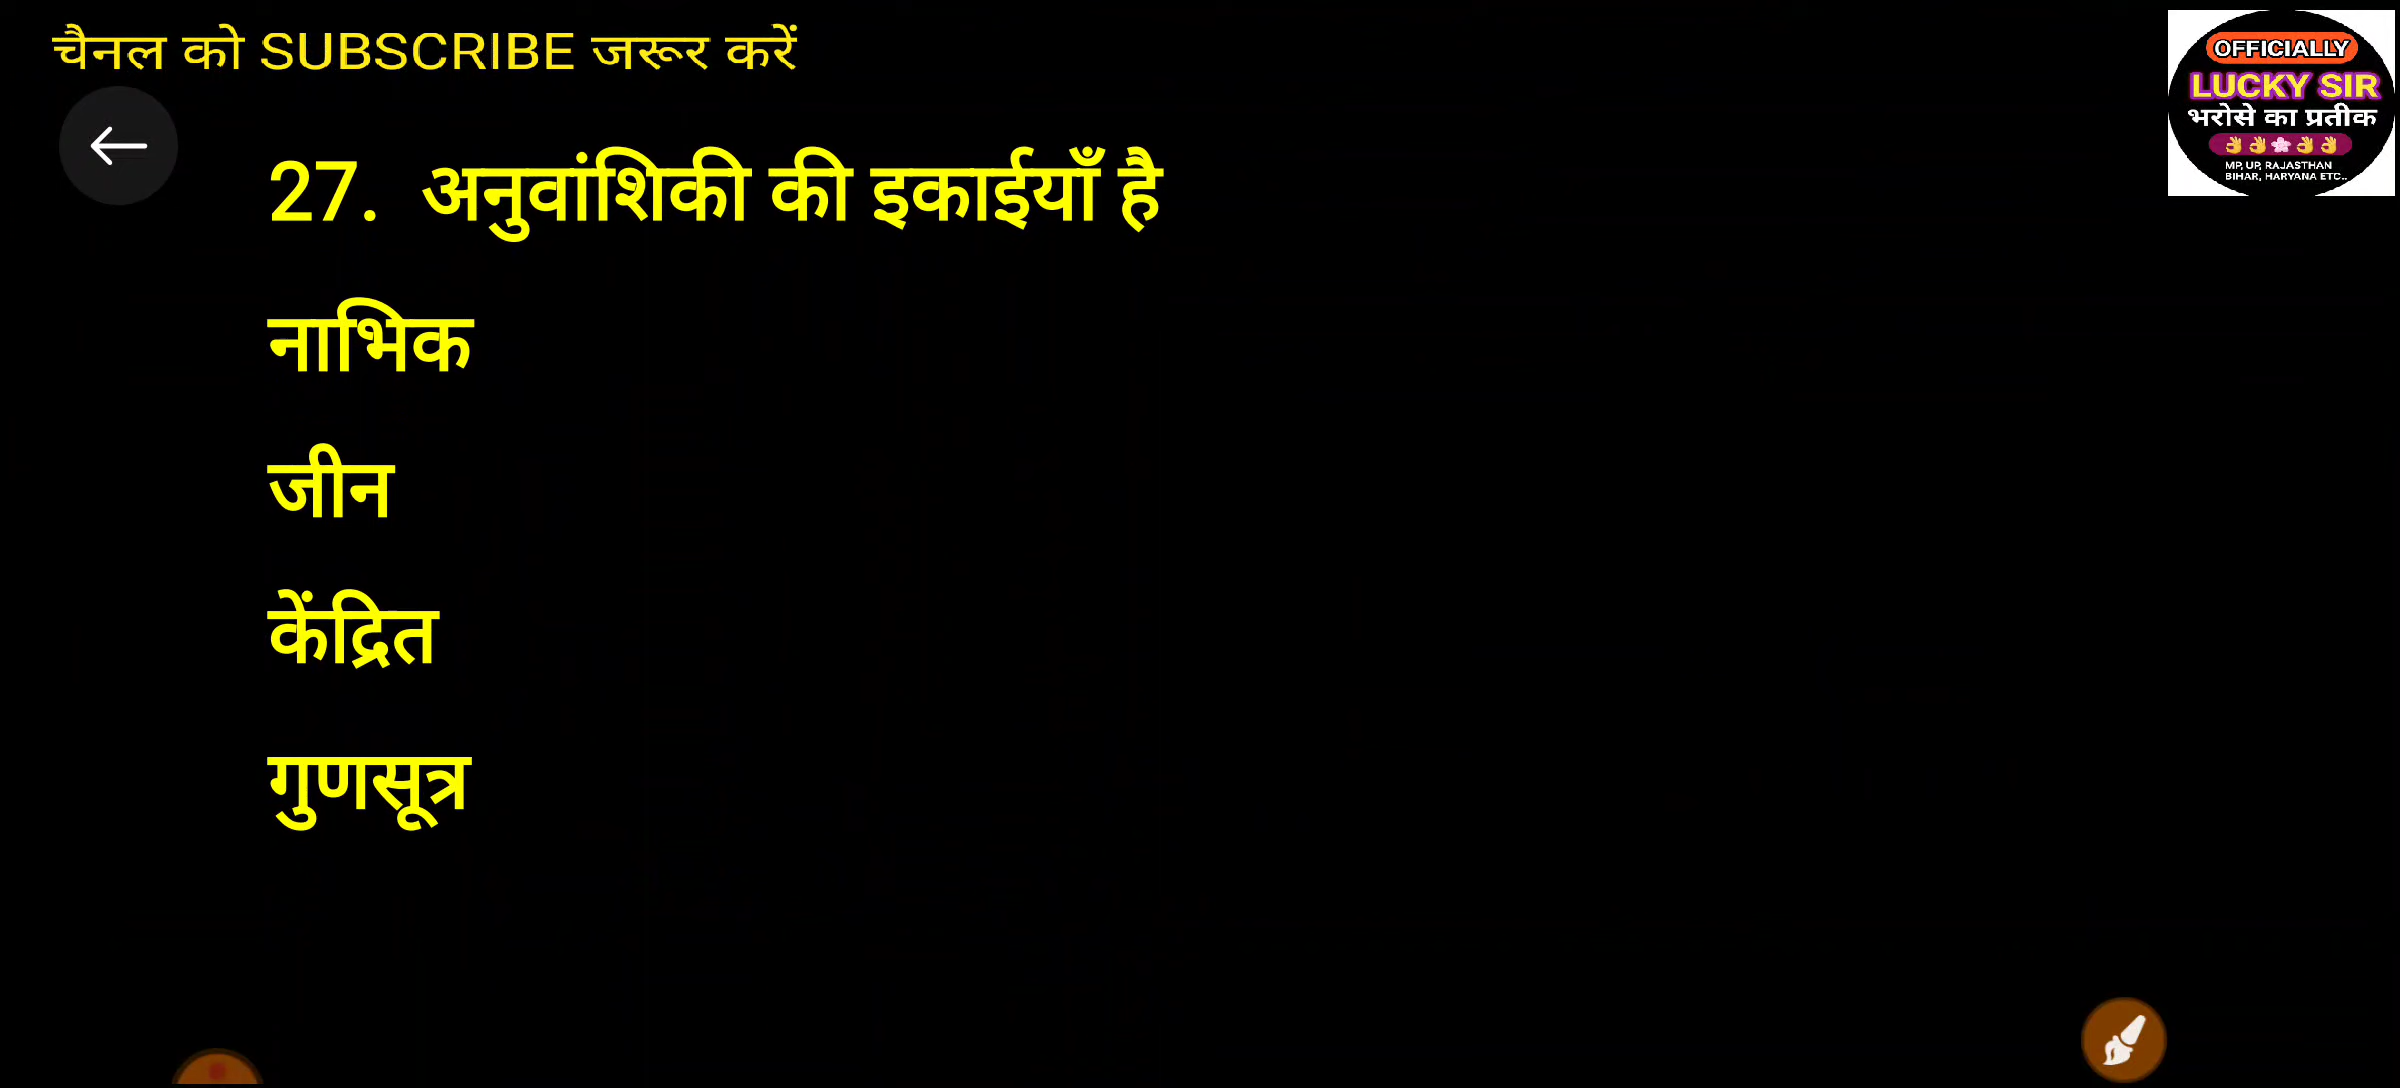 चैनल को SUBSCRIBE जरूर करें
OFFICIALLY
LUCKY SIR
भरोसे का प्रतीक
MP, UP, RAJASTHAN
BIHAR, HARYANA ETC..
27. अनुवांशिकी की इकाईयाँ है
नाभिक
जीन
केंद्रित
गुणसूत्र